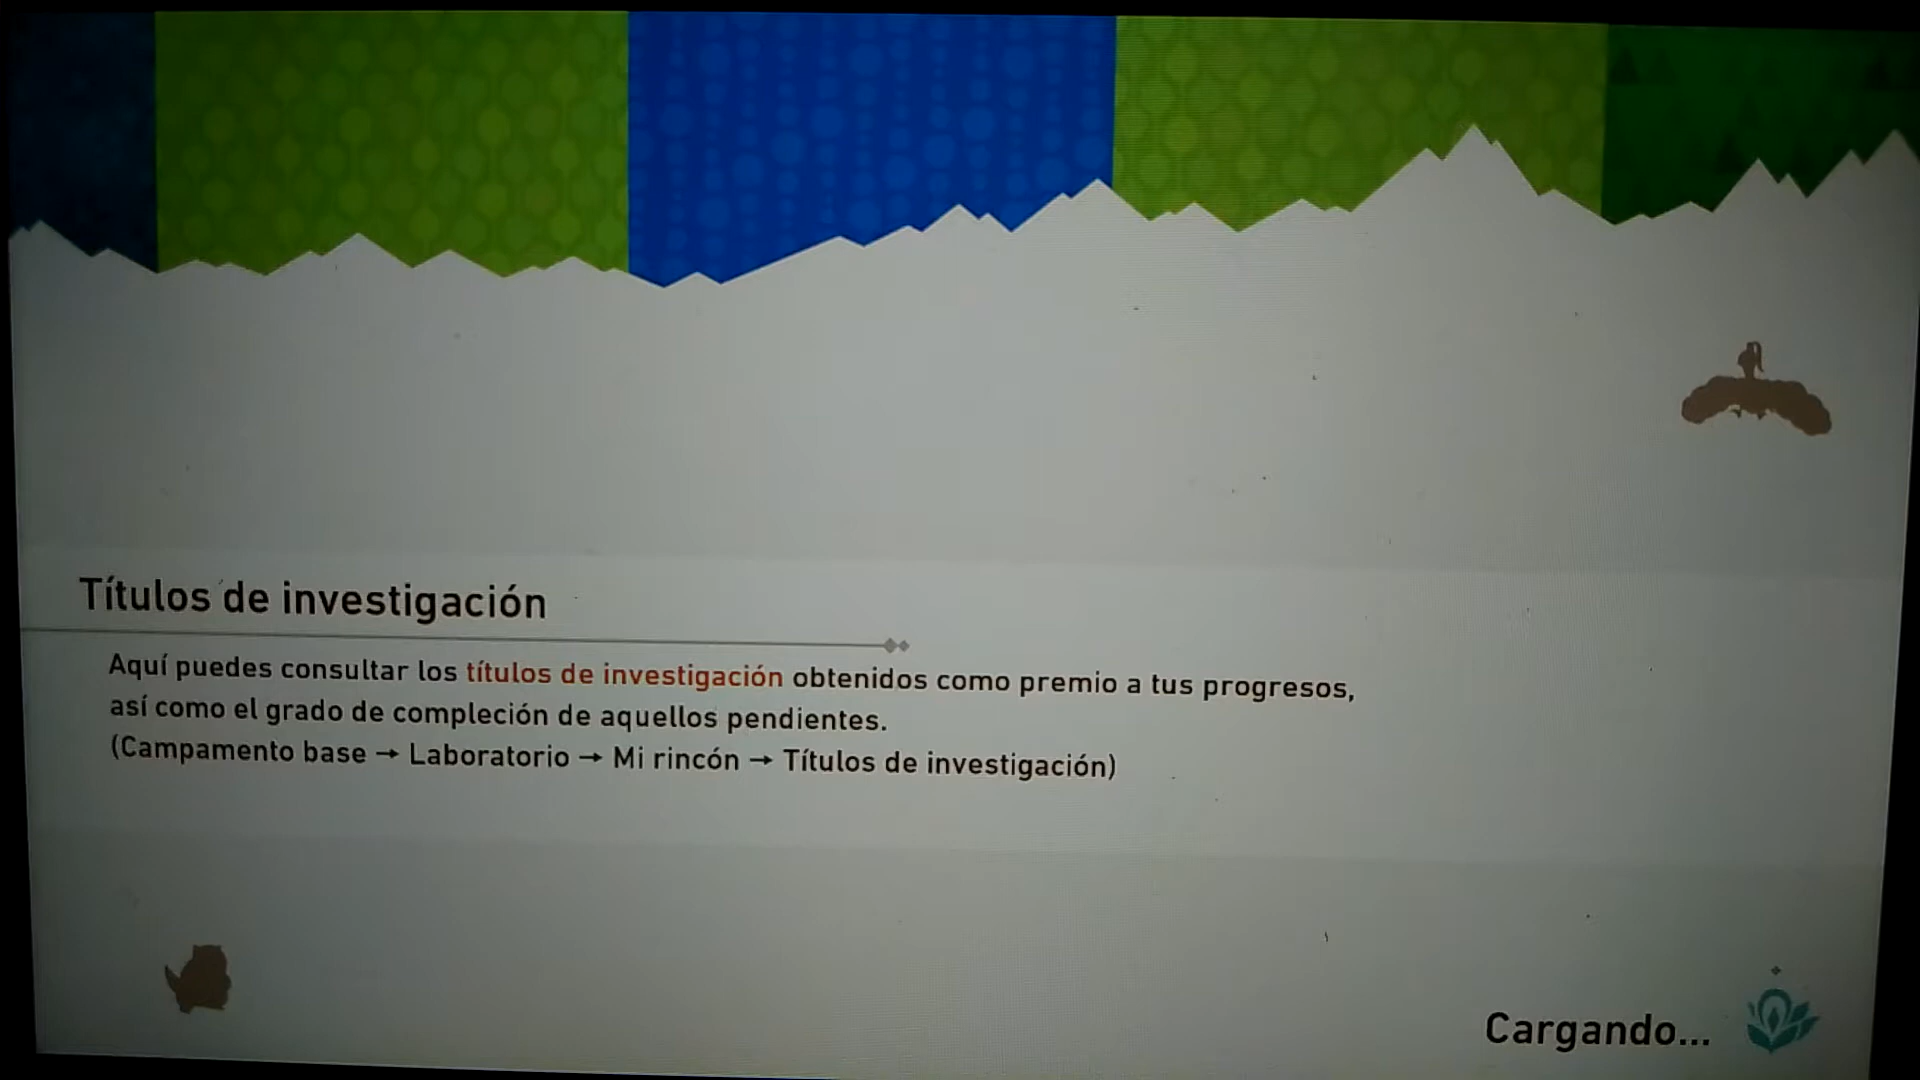 Títulos de investigación
Aquí puedes consultar los títulos de investigación obtenidos como premio a tus progresos,
así como el grado de compleción de aquellos pendientes.
(Campamento base → Laboratorio → Mi rincón → Títulos de investigación)
Cargando...